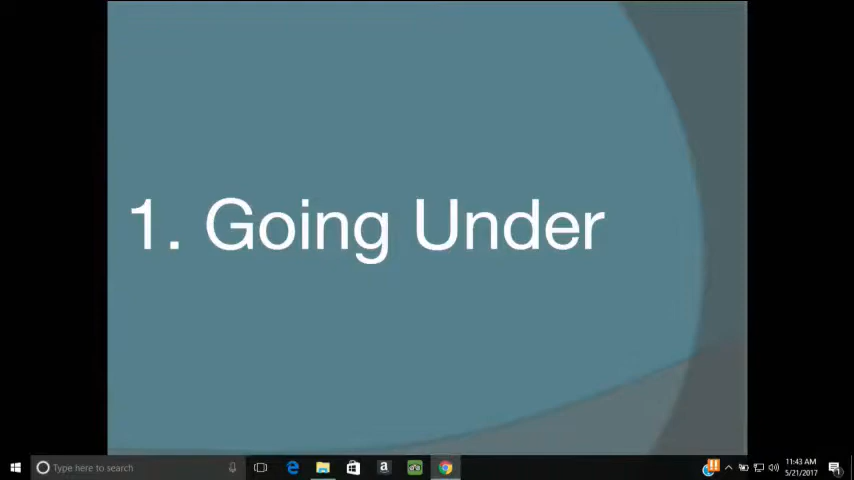 1. Going Under
Type here to search
11:43 AM
5/21/2017